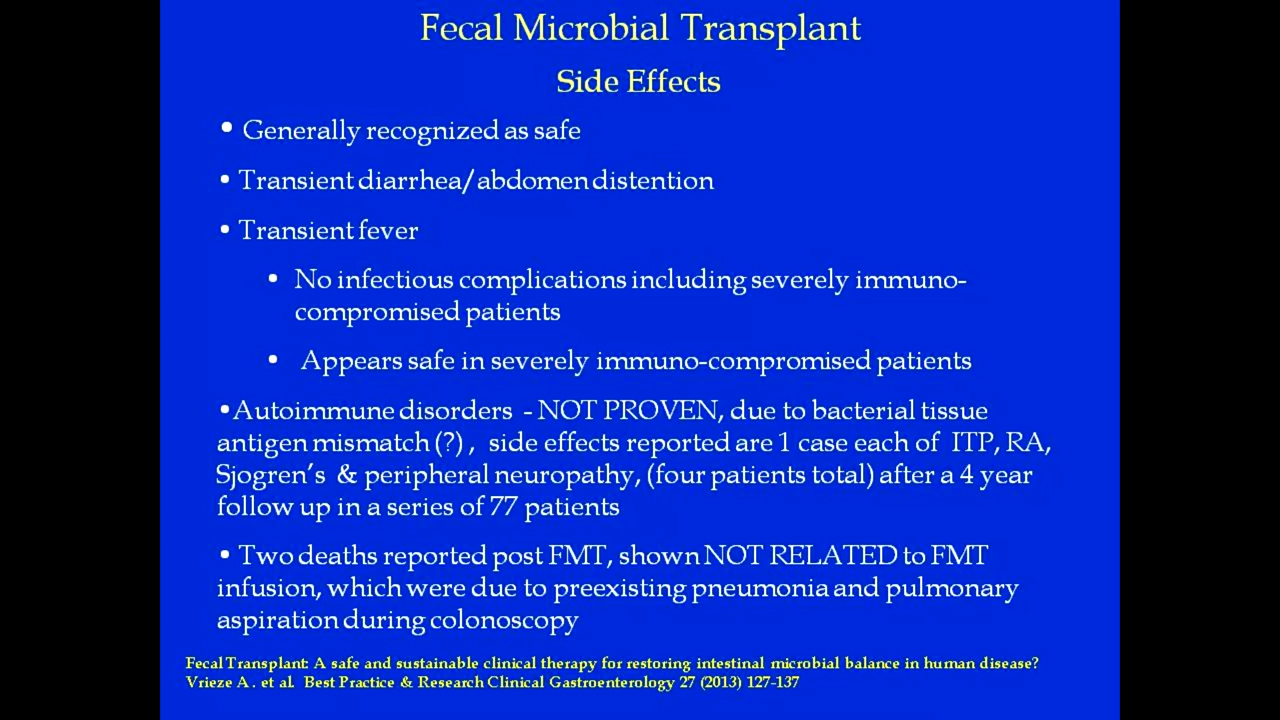 Fecal Microbial Transplant
Side Effects
• Generally recognized as safe
• Transient diarrhea/abdomen distention
• Transient fever
• No infectious complications including severely immuno-
compromised patients
• Appears safe in severely immuno-compromised patients
•Autoimmune disorders - NOT PROVEN, due to bacterial tissue
antigen mismatch (?) , side effects reported are 1 case each of ITP, RA,
Sjogren's & peripheral neuropathy, (four patients total) after a 4 year
follow up in a series of 77 patients
• Two deaths reported post FMT, shown NOT RELATED to FMT
infusion, which were due to preexisting pneumonia and pulmonary
aspiration during colonoscopy
Fecal Transplant: A safe and sustainable clinical therapy for restoring intestinal microbial balance in human disease?
Vrieze A . et al. Best Practice & Research Clinical Gastroenterology 27 (2013) 127-137